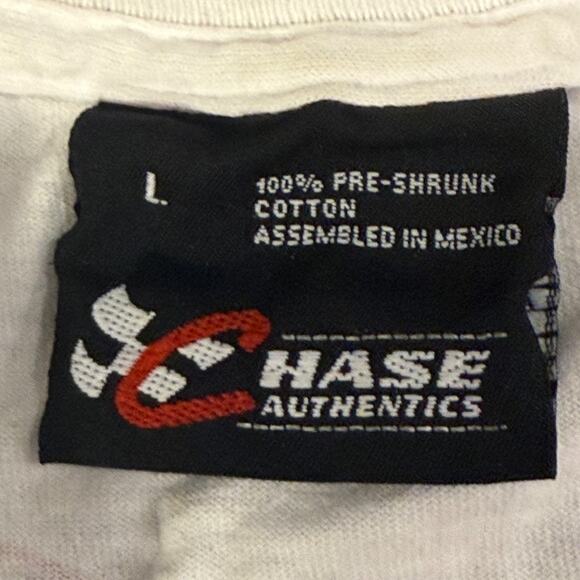 L
100% PRE-SHRUNK
COTTON
ASSEMBLED IN MEXICO
CHASE
AUTHENTICS